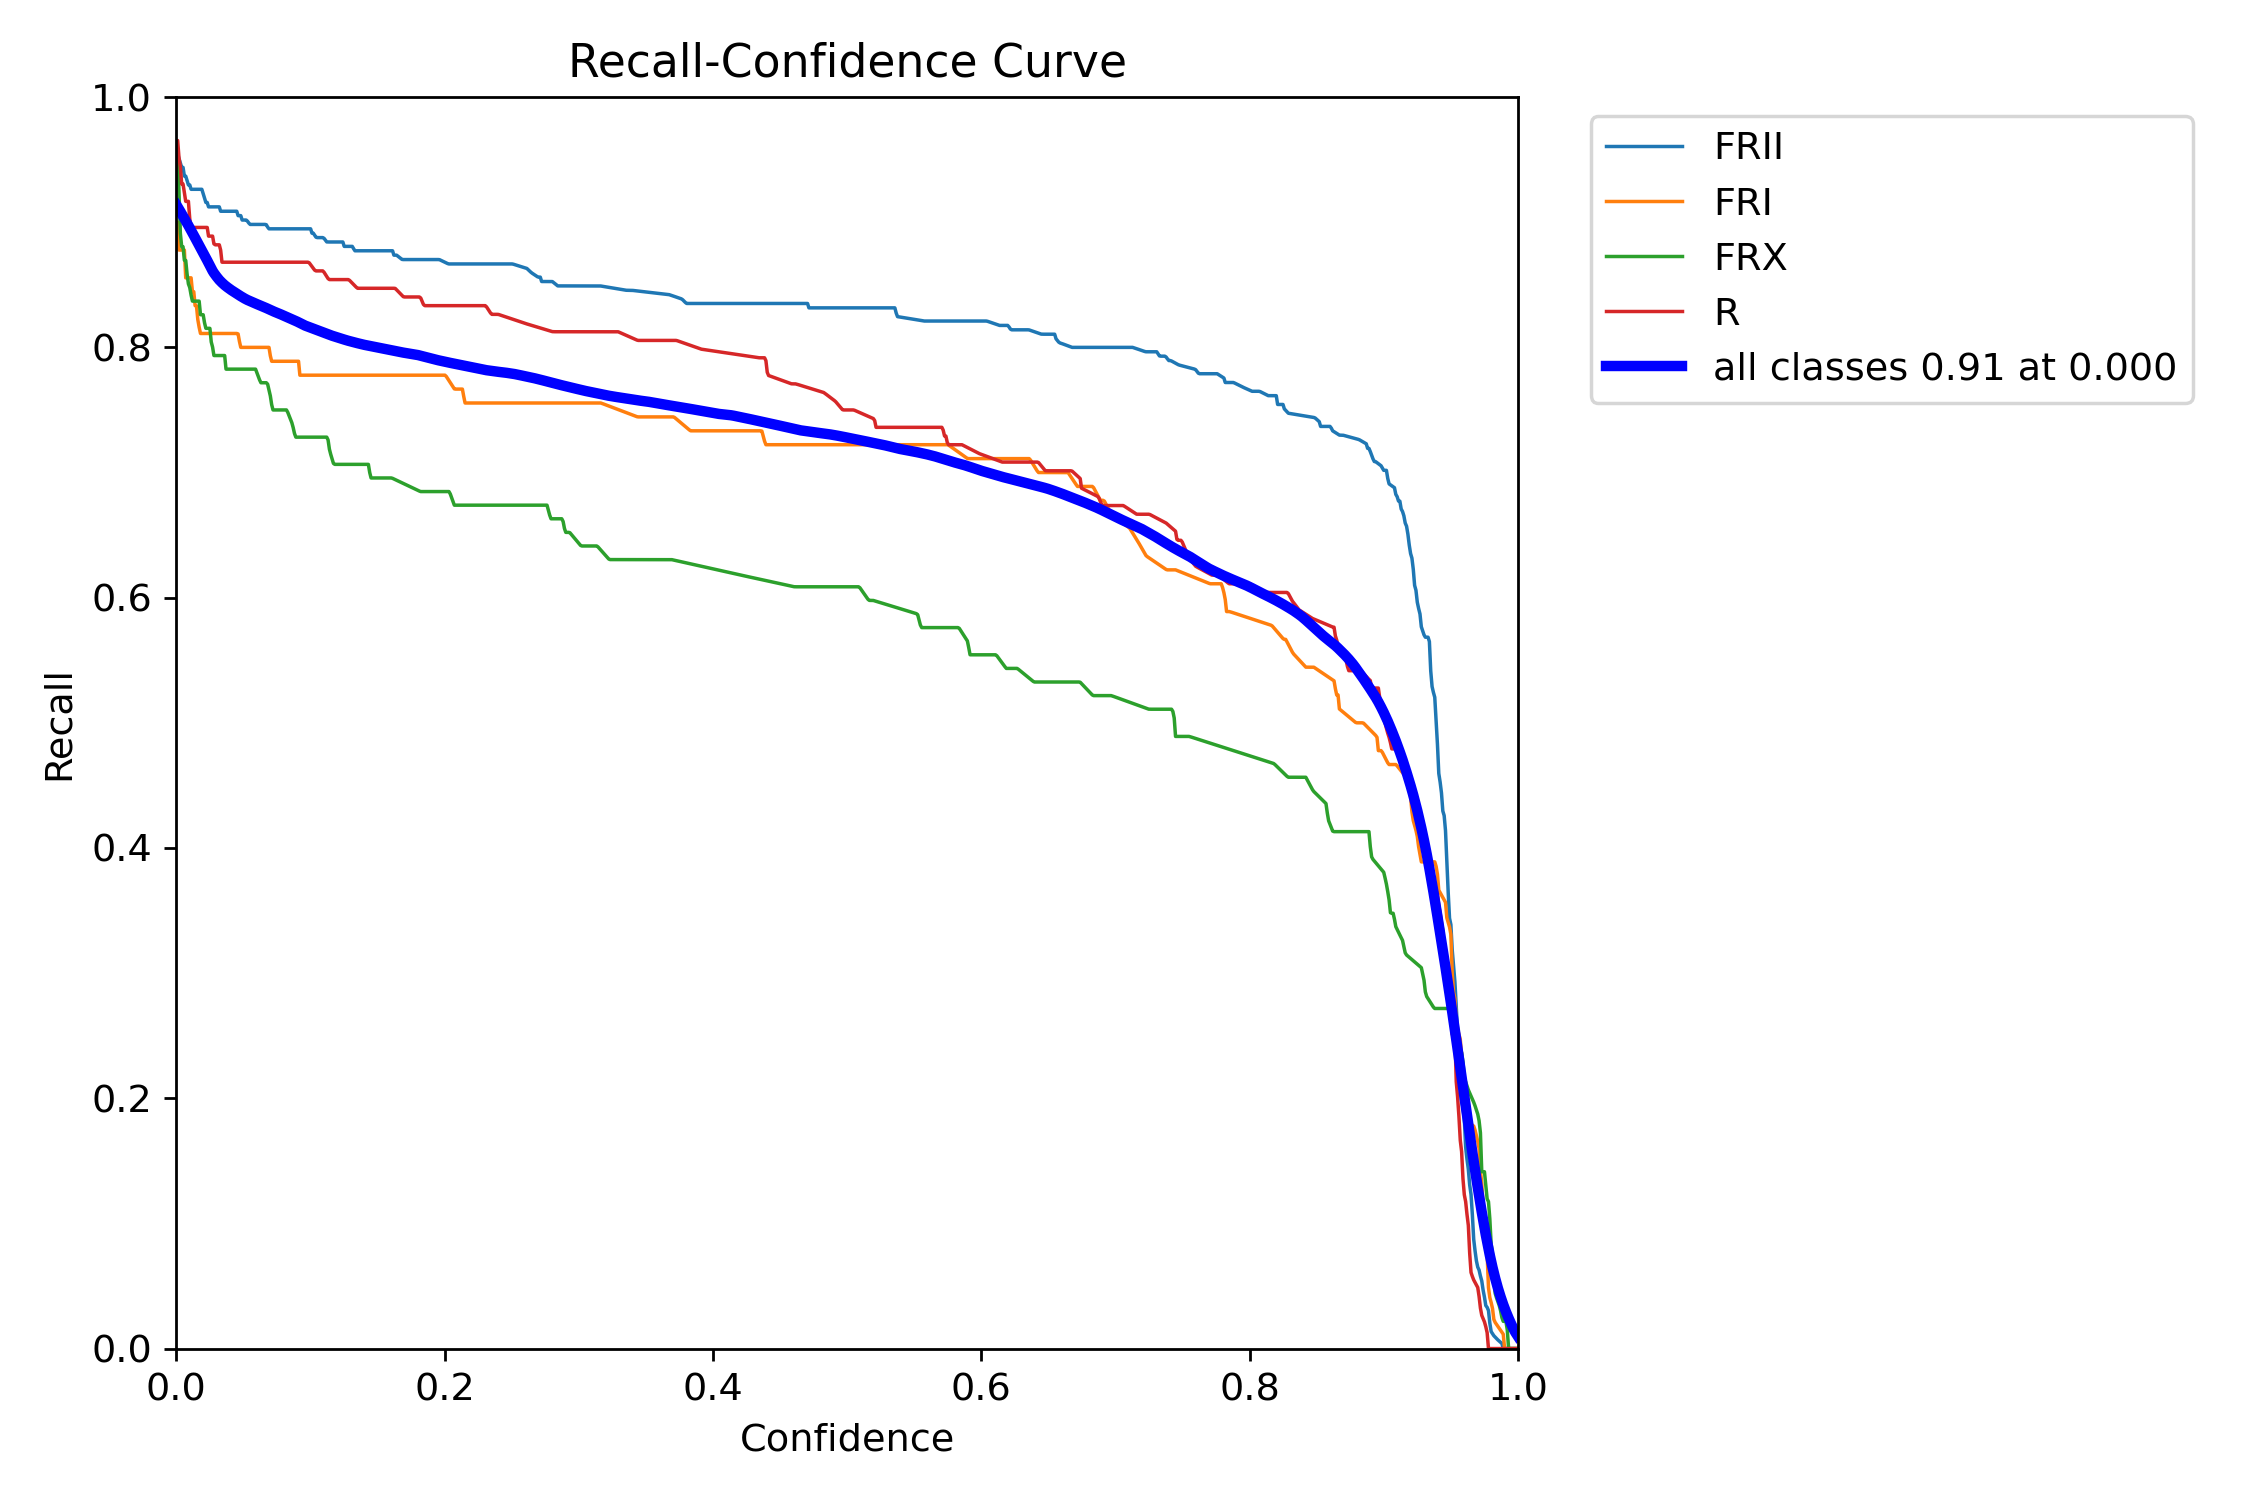 Recall-Confidence Curve
1.0
0.8
0.6
0.4
0.2
0.0
Recall
0.0 0.2 0.4 0.6 0.8 1.0
Confidence
FRII
FRI
FRX
R
all classes 0.91 at 0.000